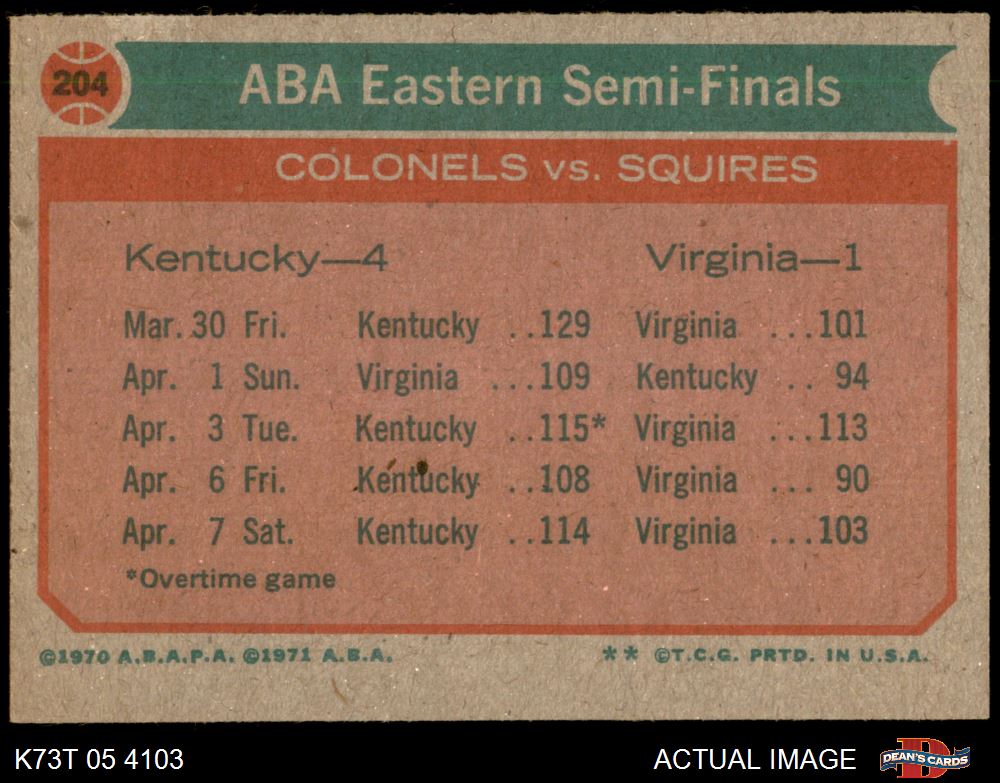 204
ABA Eastern Semi-Finals
COLONELS vs. SQUIRES
Kentucky—4 Virginia—1
Mar. 30 Fri. Kentucky ..129 Virginia ...101
Apr. 1 Sun. Virginia ...109 Kentucky .. 94
Apr. 3 Tue. Kentucky ..115* Virginia ...113
Apr. 6 Fri. Kentucky ..108 Virginia ... 90
Apr. 7 Sat. Kentucky ..114 Virginia ...103
*Overtime game
©1970 A.B.A.P.A. ©1971 A.B.A. ** ©T.C.G. PRTD. IN U.S.A.
K73T 05 4103 ACTUAL IMAGE DEAN'S CARDS